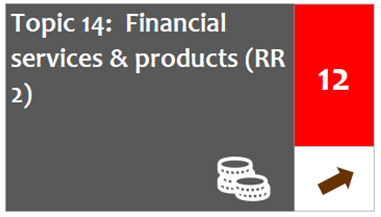 Topic 14:  Financial
services & products (RR
2)
12